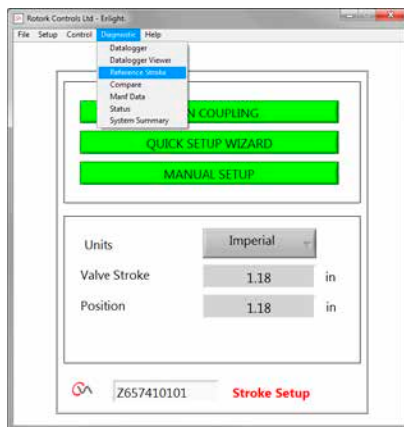 Rotork Controls Ltd - Enlight.
File Setup Control Diagnostic Help
Datalogger
Datalogger Viewer
Reference Stroke
Compare
Manf Data
Status
System Summary
N COUPLING
QUICK SETUP WIZARD
MANUAL SETUP
Units Imperial
Valve Stroke 1.18 in
Position 1.18 in
Z657410101 Stroke Setup